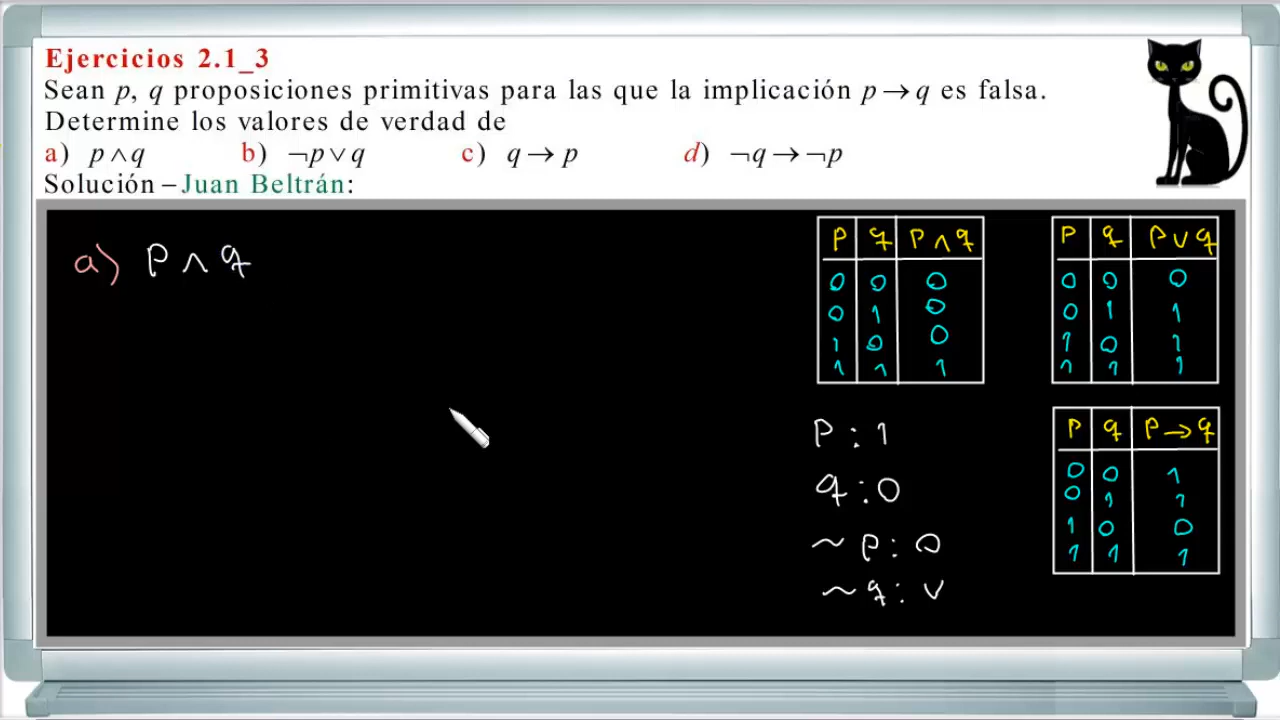 Ejercicios 2.1_3
Sean p, q proposiciones primitivas para las que la implicación p → q es falsa.
Determine los valores de verdad de
a) p ∧ q b) ¬p ∨ q c) q → p d) ¬q → ¬p
Solución – Juan Beltrán:
a) P ∧ q
P q P ∧ q
0 0 0
0 1 0
1 0 0
1 1 1
P q P ∨ q
0 0 0
0 1 1
1 0 1
1 1 1
P : 1
q : 0
~ p : 0
~ q : v
P q P → q
0 0 1
0 1 1
1 0 0
1 1 1